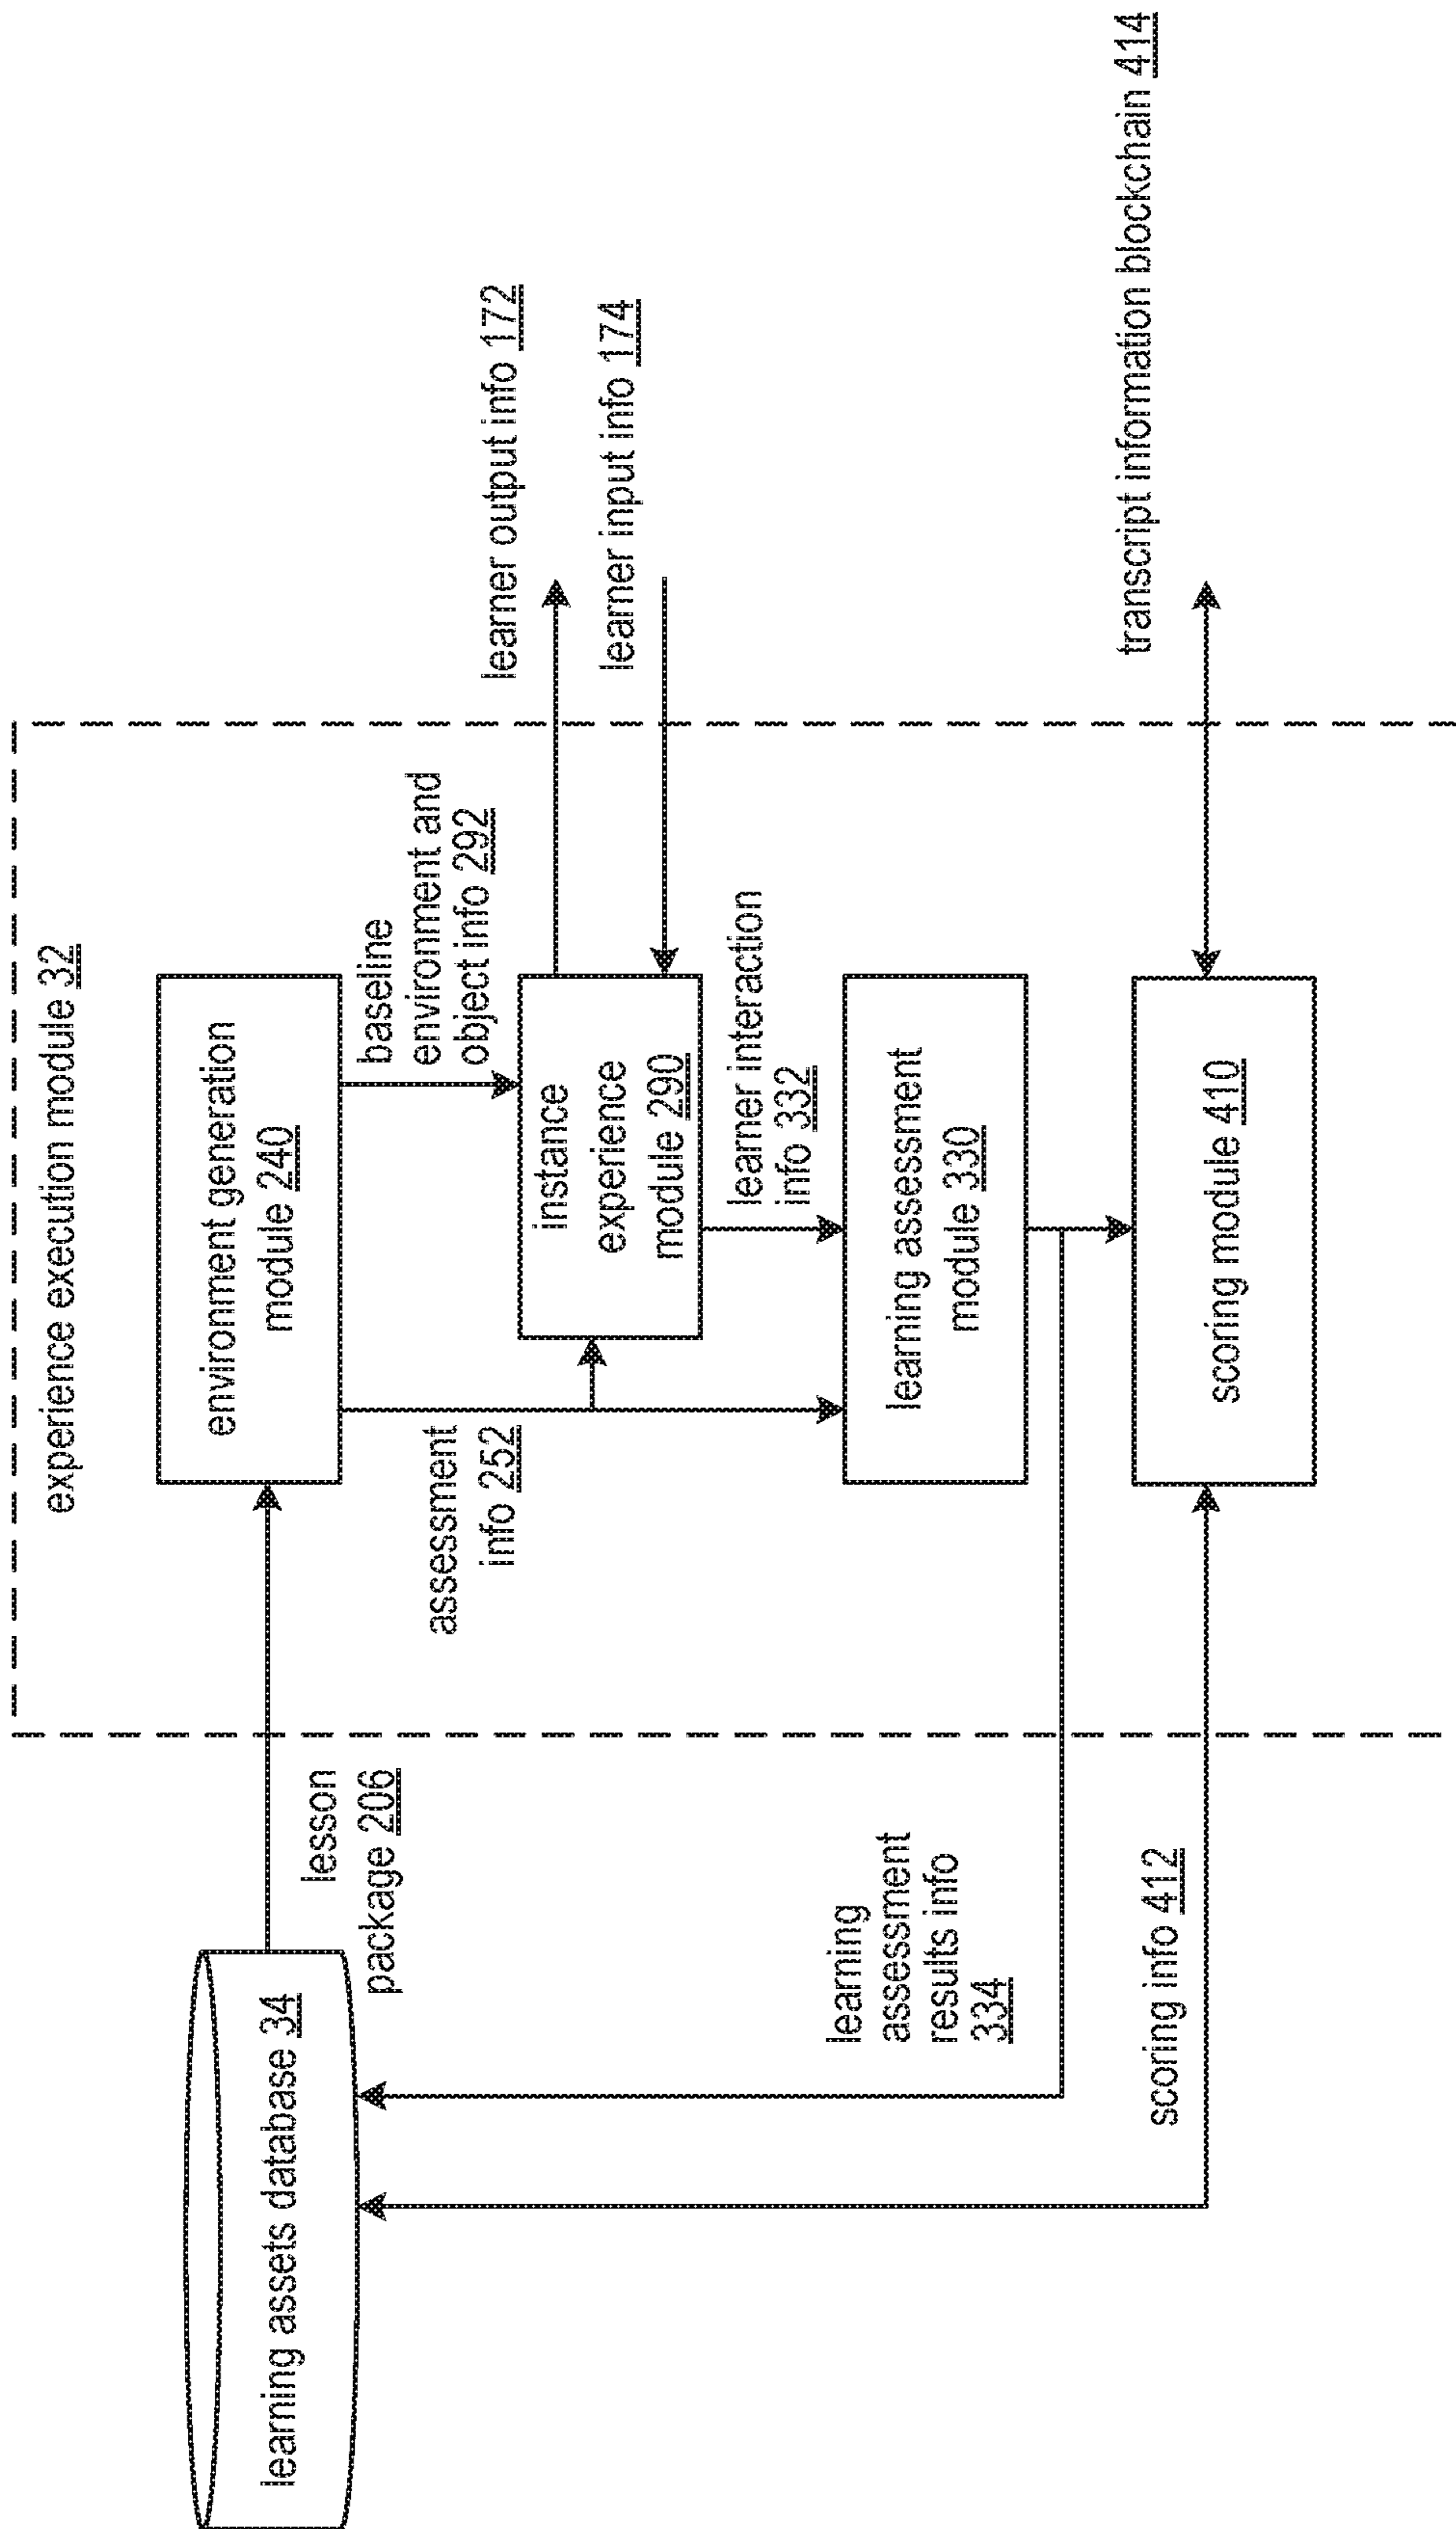 experience execution module 32
learning assets database 34
lesson
package 206
environment generation
module 240
assessment
info 252
baseline
environment and
object info 292
instance
experience
module 290
learner output info 172
learner input info 174
learner interaction
info 332
learning assessment
module 330
learning
assessment
results info
334
scoring info 412
scoring module 410
transcript information blockchain 414